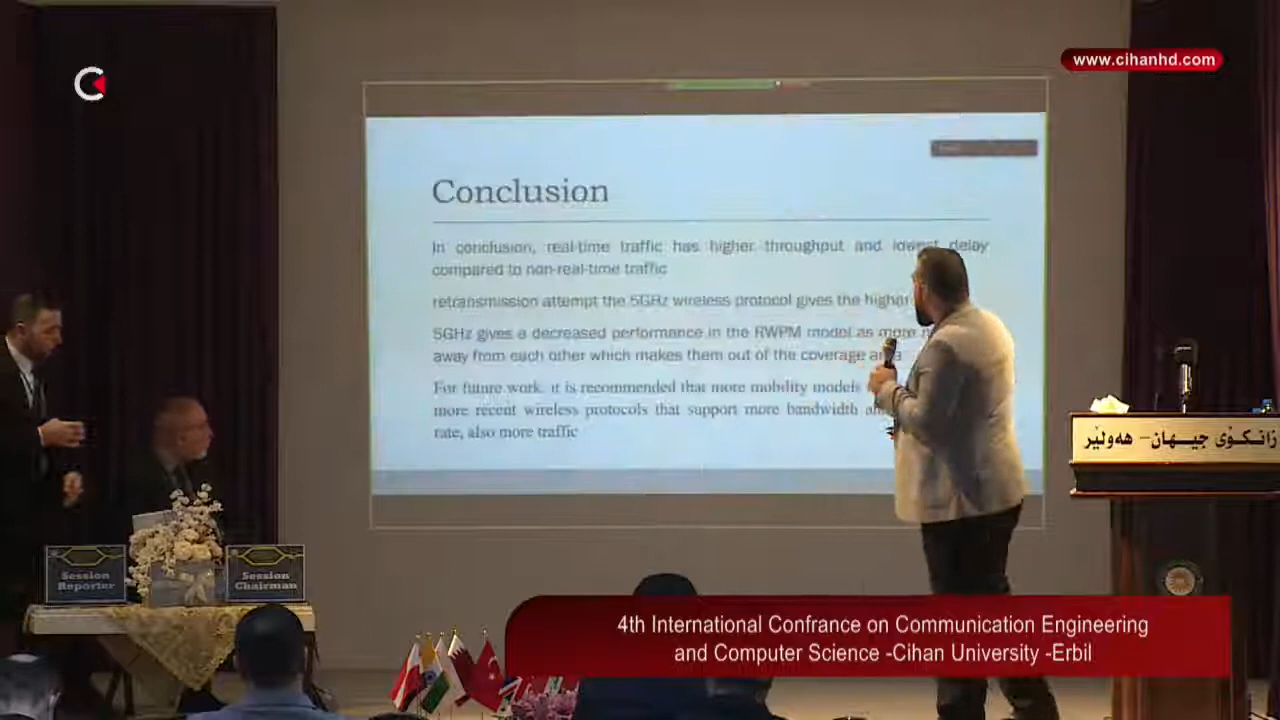 www.cihanhd.com
Conclusion
In conclusion, real-time traffic has higher throughput and lowest delay
compared to non-real-time traffic
retransmission attempt the 5GHz wireless protocol gives the higher
5GHz gives a decreased performance in the RWPM model as more
away from each other which makes them out of the coverage area
For future work, it is recommended that more mobility models
more recent wireless protocols that support more bandwidth
rate, also more traffic
زانکۆی جیهان - هەولێر
Session
Reporter
Session
Chairman
4th International Confrance on Communication Engineering
and Computer Science -Cihan University -Erbil